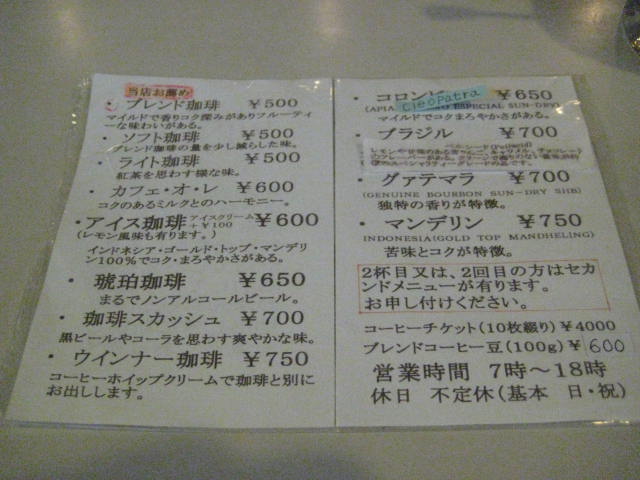 当店お薦め
・ブレンド珈琲 ￥500
マイルドで香りコク深みがありフルーティ
ーな味わいがある。
・ソフト珈琲 ￥500
ブレンド珈琲の量を少し減らした味。
・ライト珈琲 ￥500
紅茶を思わす様な味。
・カフェ・オ・レ ￥600
コクのあるミルクとのハーモニー。
・アイス珈琲 アイスクリーム ＋￥100 ￥600
(レモン風味も有ります。)
インドネシア・ゴールド・トップ・マンデリ
ン100％でコク・まろやかさがある。
・琥珀珈琲 ￥650
まるでノンアルコールビール。
・珈琲スカッシュ ￥700
黒ビールやコーラを思わす爽やかな味。
・ウインナー珈琲 ￥750
コーヒーホイップクリームで珈琲と別に
お出しします。
・コロンビ ￥650
Cleopatra
(APIA ESPECIAL SUN-DRY)
マイルドでコクまろやかさがある。
・ブラジル ￥700
・グァテマラ ￥700
(GENUINE BOURBON SUN-DRY SHB)
独特の香りが特徴。
・マンデリン ￥750
INDONESIA(GOLD TOP MANDHELING)
苦味とコクが特徴。
2杯目又は、2回目の方はセカ
ンドメニューが有ります。
お申し付けください。
コーヒーチケット(10枚綴り)￥4000
ブレンドコーヒー豆(100g)￥600
営業時間 7時～18時
休日 不定休(基本 日・祝)